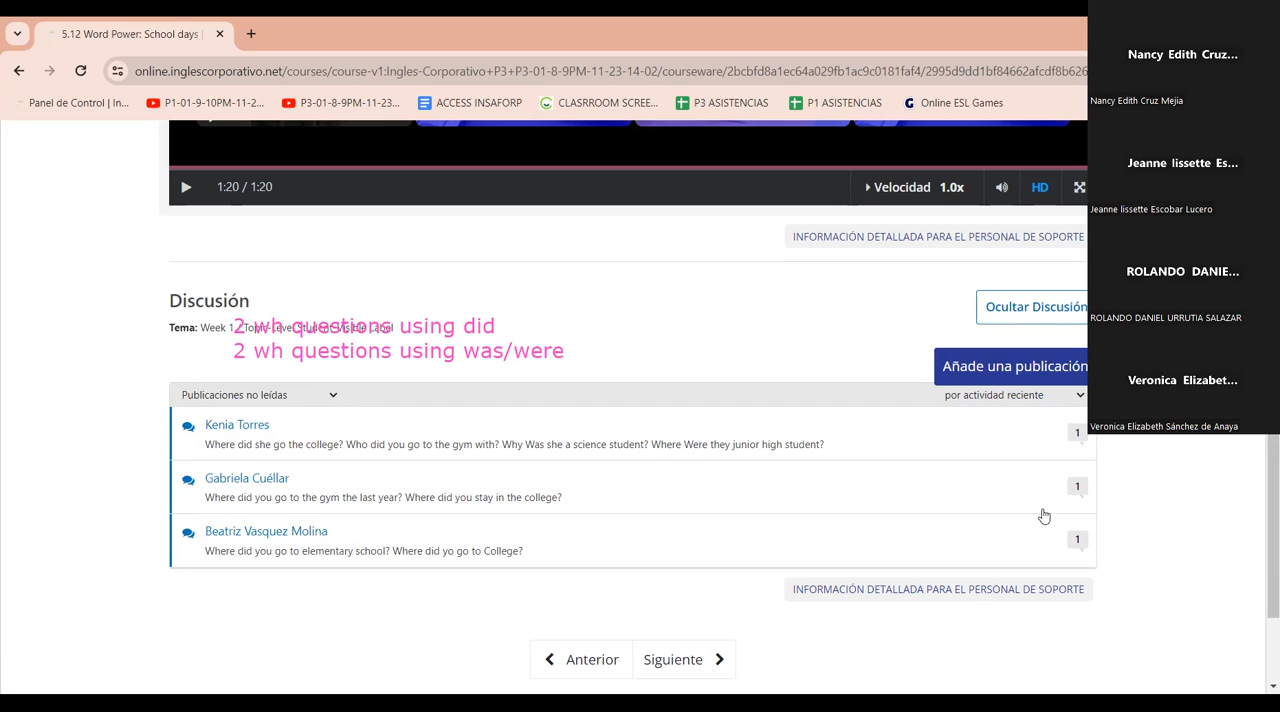 5.12 Word Power: School days |
online.inglescorporativo.net/courses/course-v1:Ingles-Corporativo+P3+P3-01-8-9PM-11-23-14-02/courseware/2bcbfd8a1ec64a029fb1ac9c0181faf4/2995d9dd1bf84662afcdf8b626
Panel de Control | In...
P1-01-9-10PM-11-2...
P3-01-8-9PM-11-23...
ACCESS INSAFORP
CLASSROOM SCREE...
P3 ASISTENCIAS
P1 ASISTENCIAS
Online ESL Games
Nancy Edith Cruz...
Nancy Edith Cruz Mejia
Jeanne lissette Es...
Jeanne lissette Escobar Lucero
ROLANDO DANIE...
ROLANDO DANIEL URRUTIA SALAZAR
Veronica Elizabet...
Veronica Elizabeth Sánchez de Anaya
1:20 / 1:20
Velocidad 1.0x
HD
INFORMACIÓN DETALLADA PARA EL PERSONAL DE SOPORTE
Discusión
Ocultar Discusión
Tema: Week 1 / Topic-Level Student-Visible Label
2 wh questions using did
2 wh questions using was/were
Añade una publicación
Publicaciones no leídas
por actividad reciente
Kenia Torres
Where did she go the college? Who did you go to the gym with? Why Was she a science student? Where Were they junior high student?
1
Gabriela Cuéllar
Where did you go to the gym the last year? Where did you stay in the college?
1
Beatriz Vasquez Molina
Where did you go to elementary school? Where did yo go to College?
1
INFORMACIÓN DETALLADA PARA EL PERSONAL DE SOPORTE
Anterior
Siguiente